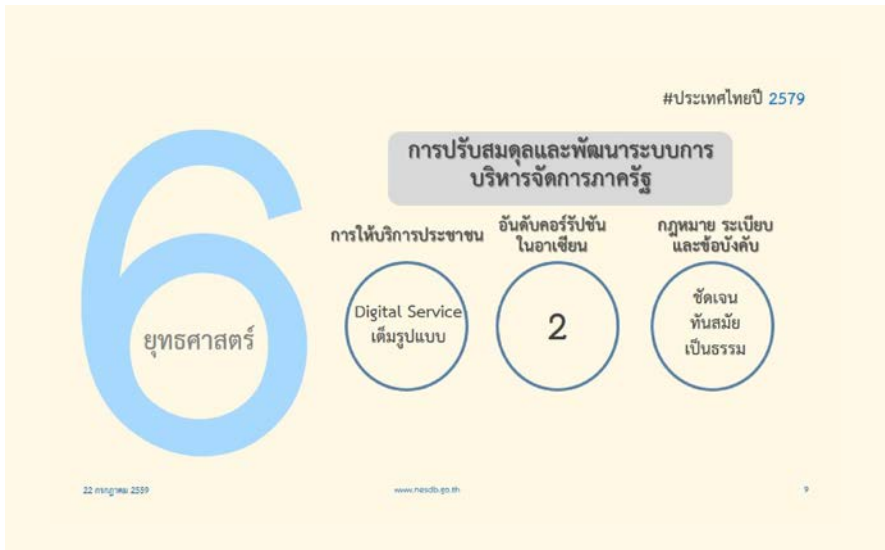 #ประเทศไทยปี 2579
การปรับสมดุลและพัฒนาระบบการ
บริหารจัดการภาครัฐ
6
ยุทธศาสตร์
การให้บริการประชาชน
Digital Service
เต็มรูปแบบ
อันดับคอร์รัปชัน
ในอาเซียน
2
กฎหมาย ระเบียบ
และข้อบังคับ
ชัดเจน
ทันสมัย
เป็นธรรม
22 กรกฎาคม 2559
www.nesdb.go.th
9